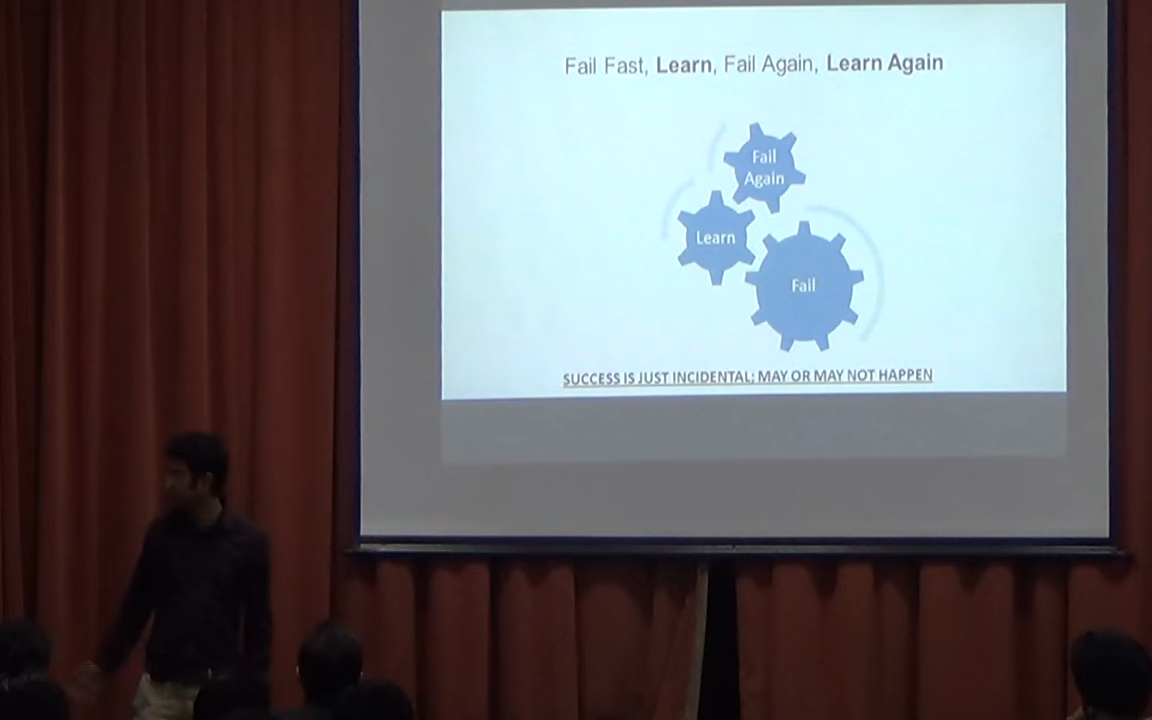 Fail Fast, Learn, Fail Again, Learn Again
Fail
Again
Learn
Fail
SUCCESS IS JUST INCIDENTAL; MAY OR MAY NOT HAPPEN